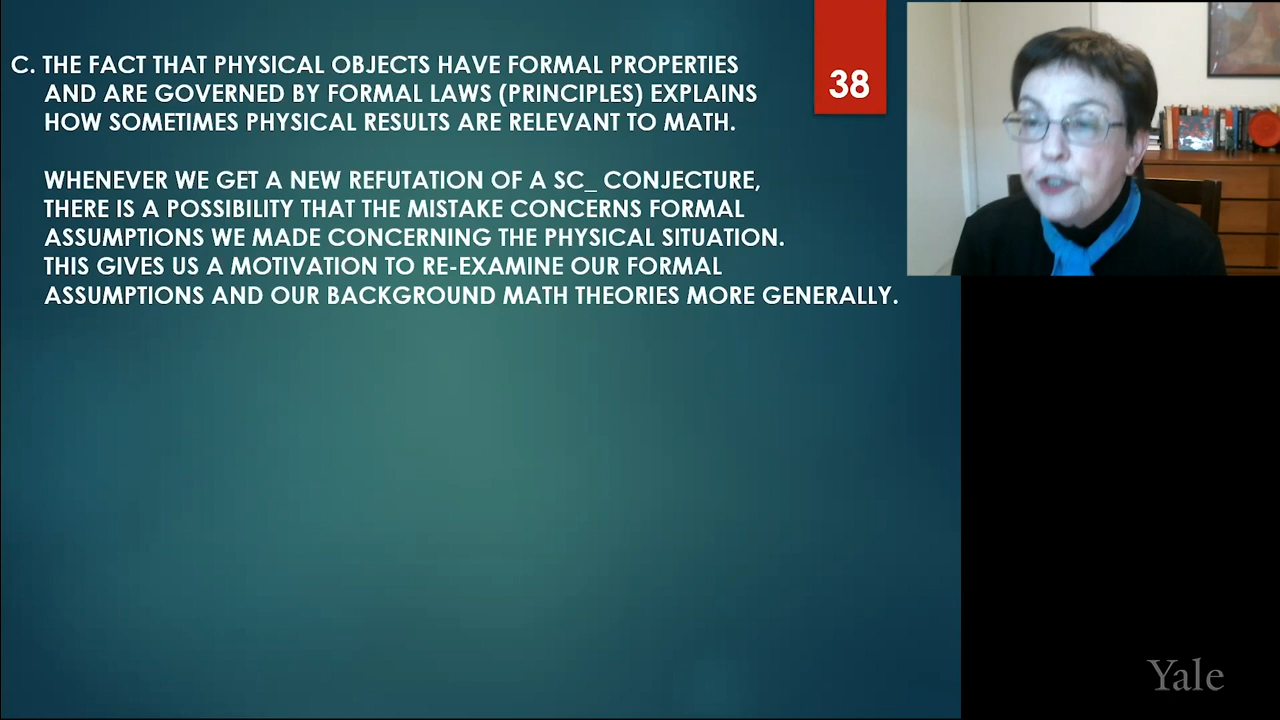 C. THE FACT THAT PHYSICAL OBJECTS HAVE FORMAL PROPERTIES
AND ARE GOVERNED BY FORMAL LAWS (PRINCIPLES) EXPLAINS
HOW SOMETIMES PHYSICAL RESULTS ARE RELEVANT TO MATH.
38
WHENEVER WE GET A NEW REFUTATION OF A SC_ CONJECTURE,
THERE IS A POSSIBILITY THAT THE MISTAKE CONCERNS FORMAL
ASSUMPTIONS WE MADE CONCERNING THE PHYSICAL SITUATION.
THIS GIVES US A MOTIVATION TO RE-EXAMINE OUR FORMAL
ASSUMPTIONS AND OUR BACKGROUND MATH THEORIES MORE GENERALLY.
Yale